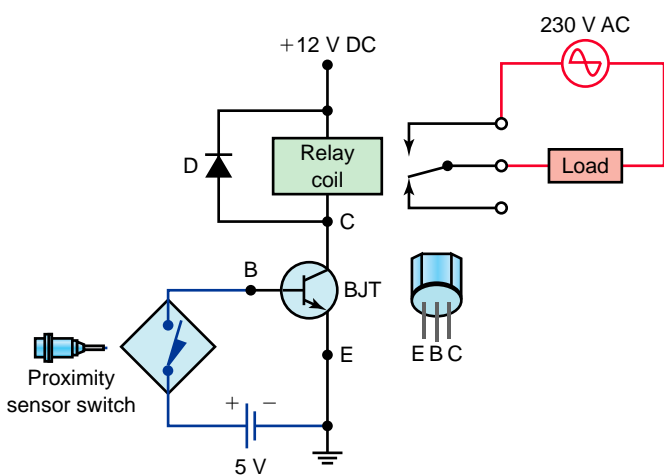 230 V AC
+12 V DC
Relay
coil
Load
D
C
B
BJT
E B C
E
Proximity
sensor switch
+ −
5 V